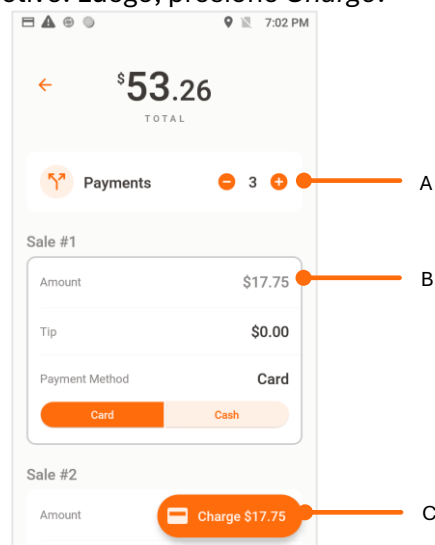 Luego, presione Charge.
7:02 PM
$53.26
TOTAL
Payments
3
A
Sale #1
Amount $17.75
B
Tip $0.00
Payment Method Card
Card Cash
Sale #2
Amount
Charge $17.75
C